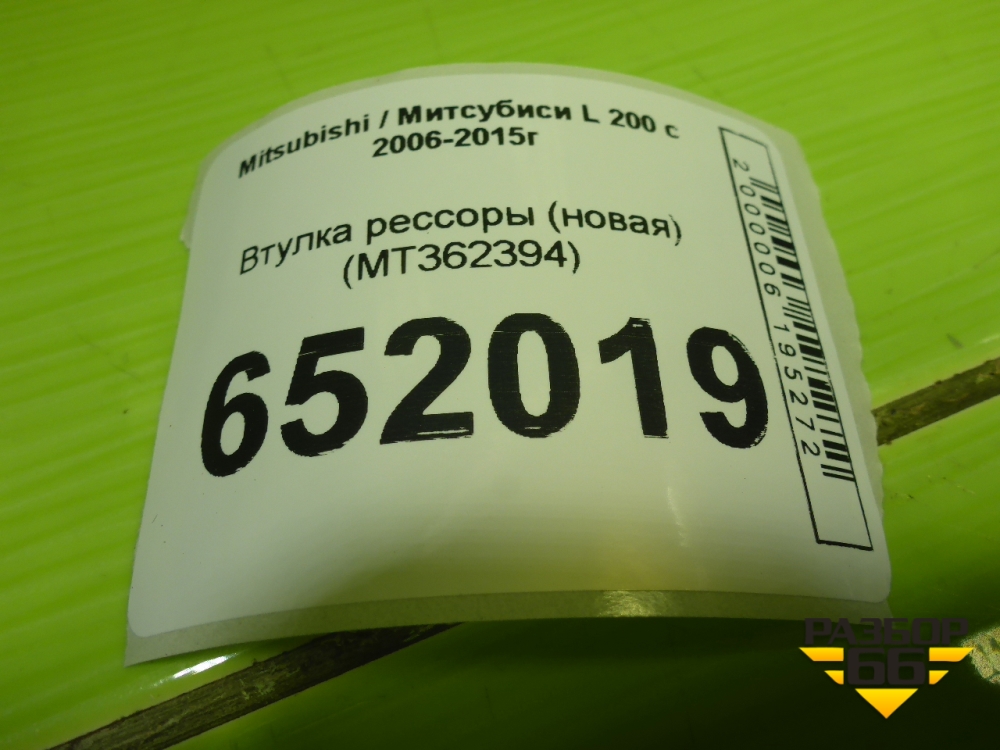 Mitsubishi / Митсубиси L 200 с
2006-2015г
Втулка рессоры (новая)
(MT362394)
652019
2000006195272
РАЗБОР
66